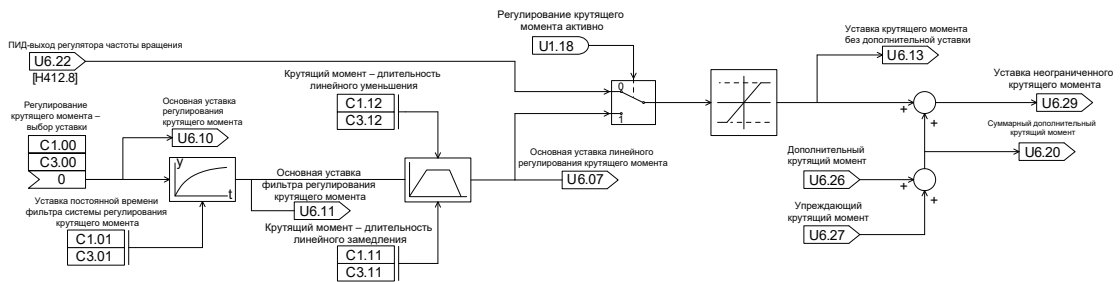 ПИД-выход регулятора частоты вращения
U6.22
[H412.8]
Регулирование
крутящего момента –
выбор уставки
C1.00
C3.00
0
Основная уставка
регулирования
крутящего момента
U6.10
y
t
Уставка постоянной времени
фильтра системы регулирования
крутящего момента
C1.01
C3.01
Основная уставка
фильтра регулирования
крутящего момента
U6.11
Крутящий момент – длительность
линейного уменьшения
C1.12
C3.12
Крутящий момент – длительность
линейного замедления
C1.11
C3.11
Регулирование крутящего
момента активно
U1.18
0
1
Основная уставка линейного
регулирования крутящего момента
U6.07
Уставка крутящего момента
без дополнительной уставки
U6.13
Уставка неограниченного
крутящего момента
U6.29
+
+
Суммарный дополнительный
крутящий момент
U6.20
Дополнительный
крутящий момент
U6.26
+
+
Упреждающий
крутящий момент
U6.27